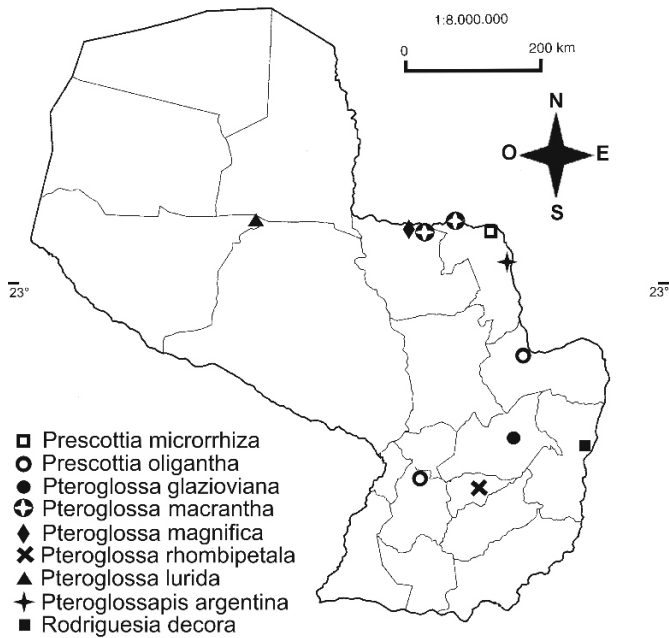 1:8.000.000
0 200 km
N
O E
S
23° 23°
Prescottia microrrhiza
Prescottia oligantha
Pteroglossa glazioviana
Pteroglossa macrantha
Pteroglossa magnifica
Pteroglossa rhombipetala
Pteroglossa lurida
Pteroglossapis argentina
Rodriguesia decora